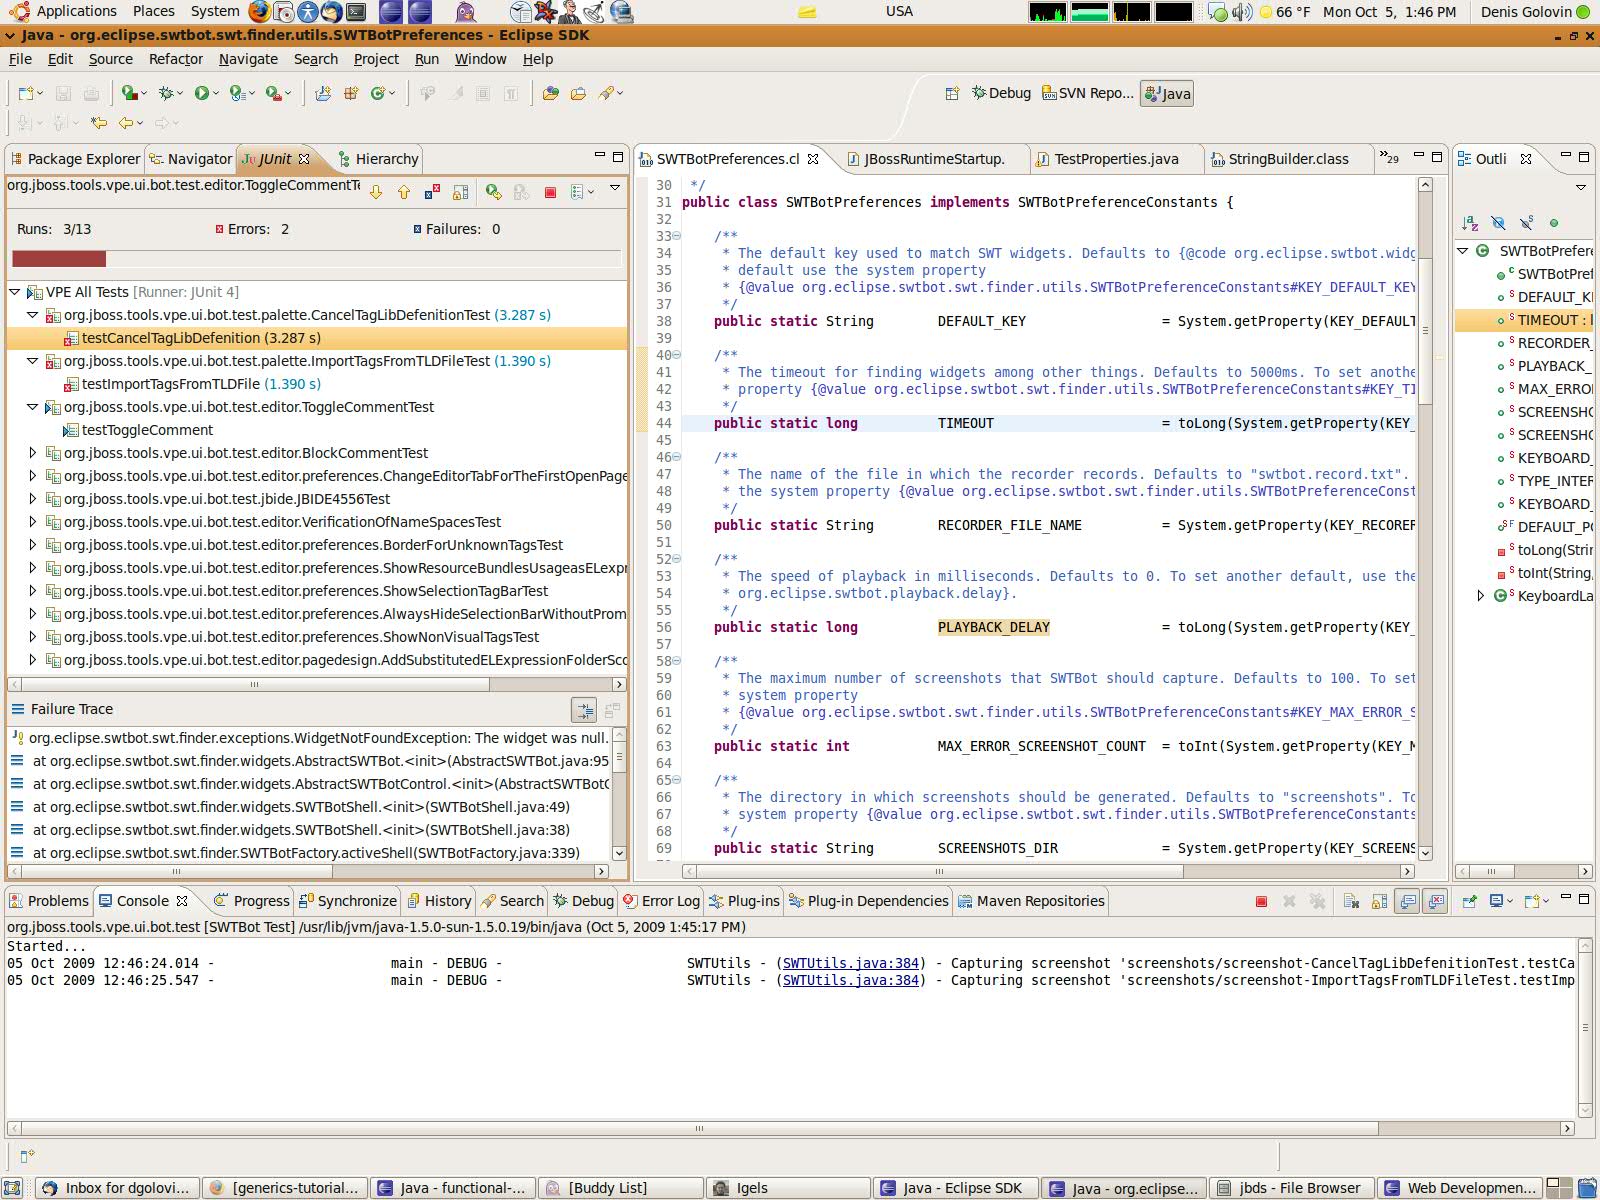 Applications Places System USA 66 °F Mon Oct 5, 1:46 PM Denis Golovin
Java - org.eclipse.swtbot.swt.finder.utils.SWTBotPreferences - Eclipse SDK
File Edit Source Refactor Navigate Search Project Run Window Help
Debug SVN Repo... Java
Package Explorer Navigator JUnit Hierarchy
org.jboss.tools.vpe.ui.bot.test.editor.ToggleCommentTe
Runs: 3/13 Errors: 2 Failures: 0
VPE All Tests [Runner: JUnit 4]
org.jboss.tools.vpe.ui.bot.test.palette.CancelTagLibDefenitionTest (3.287 s)
testCancelTagLibDefenition (3.287 s)
org.jboss.tools.vpe.ui.bot.test.palette.ImportTagsFromTLDFileTest (1.390 s)
testImportTagsFromTLDFile (1.390 s)
org.jboss.tools.vpe.ui.bot.test.editor.ToggleCommentTest
testToggleComment
org.jboss.tools.vpe.ui.bot.test.editor.BlockCommentTest
org.jboss.tools.vpe.ui.bot.test.editor.preferences.ChangeEditorTabForTheFirstOpenPage
org.jboss.tools.vpe.ui.bot.test.jbide.JBIDE4556Test
org.jboss.tools.vpe.ui.bot.test.editor.VerificationOfNameSpacesTest
org.jboss.tools.vpe.ui.bot.test.editor.preferences.BorderForUnknownTagsTest
org.jboss.tools.vpe.ui.bot.test.editor.preferences.ShowResourceBundlesUsageasELexpr
org.jboss.tools.vpe.ui.bot.test.editor.preferences.ShowSelectionTagBarTest
org.jboss.tools.vpe.ui.bot.test.editor.preferences.AlwaysHideSelectionBarWithoutProm
org.jboss.tools.vpe.ui.bot.test.editor.preferences.ShowNonVisualTagsTest
org.jboss.tools.vpe.ui.bot.test.editor.pagedesign.AddSubstitutedELExpressionFolderSco
Failure Trace
org.eclipse.swtbot.swt.finder.exceptions.WidgetNotFoundException: The widget was null.
at org.eclipse.swtbot.swt.finder.widgets.AbstractSWTBot.<init>(AbstractSWTBot.java:95
at org.eclipse.swtbot.swt.finder.widgets.AbstractSWTBotControl.<init>(AbstractSWTBotC
at org.eclipse.swtbot.swt.finder.widgets.SWTBotShell.<init>(SWTBotShell.java:49)
at org.eclipse.swtbot.swt.finder.widgets.SWTBotShell.<init>(SWTBotShell.java:38)
at org.eclipse.swtbot.swt.finder.SWTBotFactory.activeShell(SWTBotFactory.java:339)
SWTBotPreferences.cl JBossRuntimeStartup. TestProperties.java StringBuilder.class »29
30 */
31 public class SWTBotPreferences implements SWTBotPreferenceConstants {
32
33 /**
34 * The default key used to match SWT widgets. Defaults to {@code org.eclipse.swtbot.widg
35 * default use the system property
36 * {@value org.eclipse.swtbot.swt.finder.utils.SWTBotPreferenceConstants#KEY_DEFAULT_KEY
37 */
38 public static String DEFAULT_KEY = System.getProperty(KEY_DEFAULT
39
40 /**
41 * The timeout for finding widgets among other things. Defaults to 5000ms. To set anothe
42 * property {@value org.eclipse.swtbot.swt.finder.utils.SWTBotPreferenceConstants#KEY_TI
43 */
44 public static long TIMEOUT = toLong(System.getProperty(KEY_
45
46 /**
47 * The name of the file in which the recorder records. Defaults to "swtbot.record.txt".
48 * the system property {@value org.eclipse.swtbot.swt.finder.utils.SWTBotPreferenceConst
49 */
50 public static String RECORDER_FILE_NAME = System.getProperty(KEY_RECORER
51
52 /**
53 * The speed of playback in milliseconds. Defaults to 0. To set another default, use the
54 * org.eclipse.swtbot.playback.delay}.
55 */
56 public static long PLAYBACK_DELAY = toLong(System.getProperty(KEY_
57
58 /**
59 * The maximum number of screenshots that SWTBot should capture. Defaults to 100. To set
60 * system property
61 * {@value org.eclipse.swtbot.swt.finder.utils.SWTBotPreferenceConstants#KEY_MAX_ERROR_S
62 */
63 public static int MAX_ERROR_SCREENSHOT_COUNT = toInt(System.getProperty(KEY_M
64
65 /**
66 * The directory in which screenshots should be generated. Defaults to "screenshots". To
67 * system property {@value org.eclipse.swtbot.swt.finder.utils.SWTBotPreferenceConstants
68 */
69 public static String SCREENSHOTS_DIR = System.getProperty(KEY_SCREENS
Outli
SWTBotPrefere
SWTBotPref
DEFAULT_KI
TIMEOUT : l
RECORDER_
PLAYBACK_
MAX_ERROI
SCREENSHC
SCREENSHC
KEYBOARD_
TYPE_INTER
KEYBOARD_
DEFAULT_PC
toLong(Strir
toInt(String,
KeyboardLa
Problems Console Progress Synchronize History Search Debug Error Log Plug-ins Plug-in Dependencies Maven Repositories
org.jboss.tools.vpe.ui.bot.test [SWTBot Test] /usr/lib/jvm/java-1.5.0-sun-1.5.0.19/bin/java (Oct 5, 2009 1:45:17 PM)
Started...
05 Oct 2009 12:46:24.014 - main - DEBUG - SWTUtils - (SWTUtils.java:384) - Capturing screenshot 'screenshots/screenshot-CancelTagLibDefenitionTest.testCa
05 Oct 2009 12:46:25.547 - main - DEBUG - SWTUtils - (SWTUtils.java:384) - Capturing screenshot 'screenshots/screenshot-ImportTagsFromTLDFileTest.testImp
Inbox for dgolovi... [generics-tutorial... Java - functional-... [Buddy List] Igels Java - Eclipse SDK Java - org.eclipse... jbds - File Browser Web Developmen...